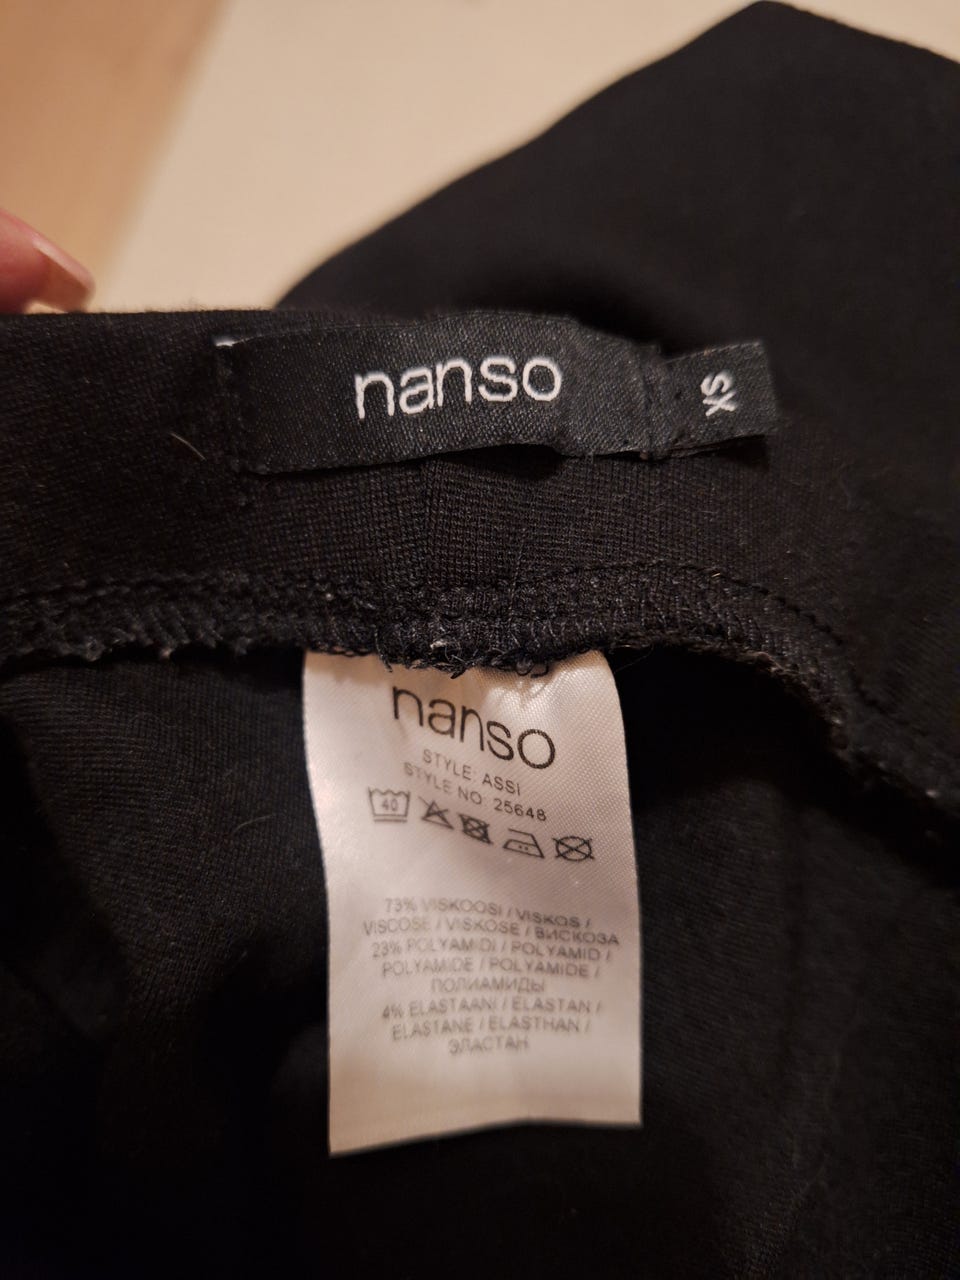 nanso
XS
nanso
STYLE: ASSI
STYLE NO: 25648
40
73% VISKOOSI / VISKOS /
VISCOSE / VISKOSE / ВИСКОЗА
23% POLYAMIDI / POLYAMID /
POLYAMIDE / POLYAMIDE /
ПОЛИАМИДЫ
4% ELASTAANI / ELASTAN /
ELASTANE / ELASTHAN /
ЭЛАСТАН